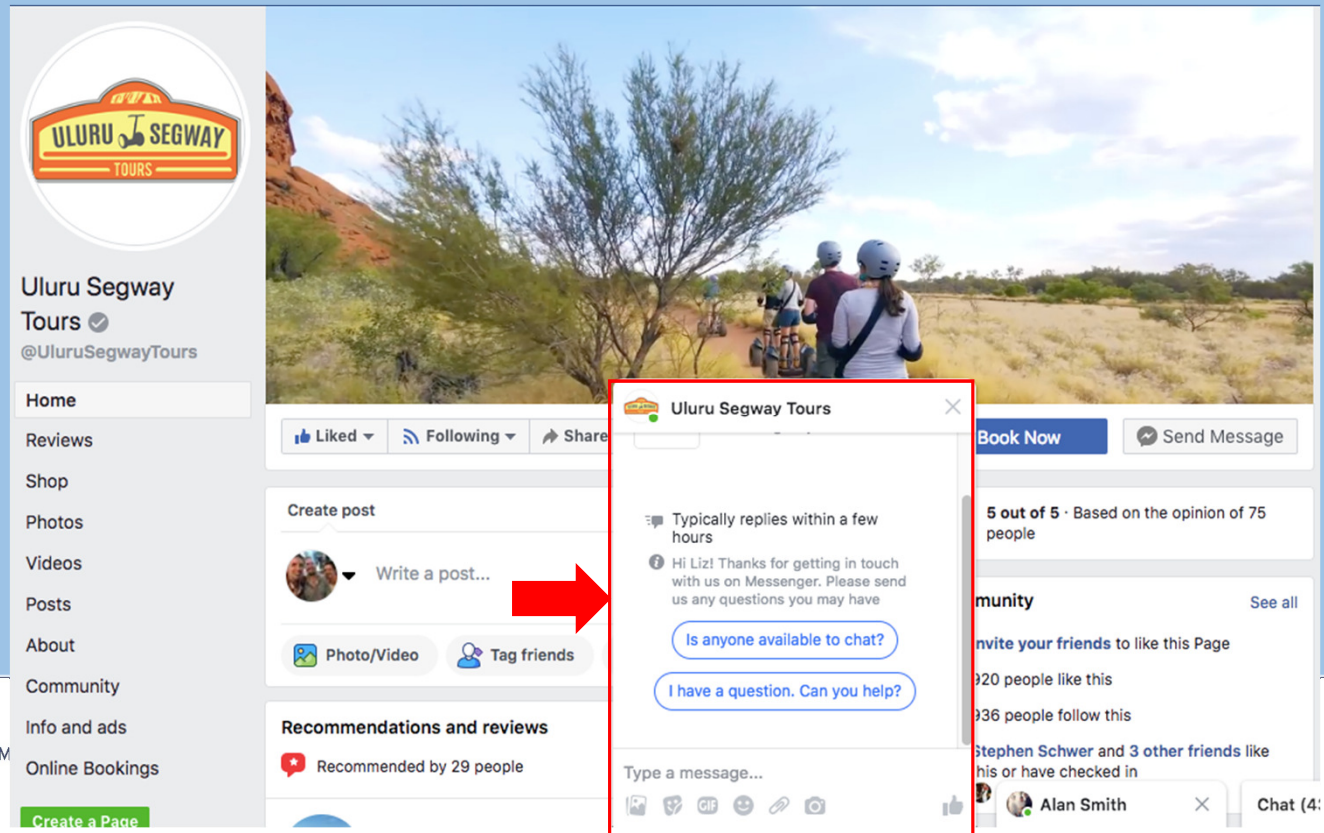 ULURU SEGWAY
TOURS
Uluru Segway
Tours
@UluruSegwayTours
Home
Reviews
Shop
Photos
Videos
Posts
About
Community
Info and ads
Online Bookings
Create a Page
Liked
Following
Share
Book Now
Send Message
Create post
Write a post...
Photo/Video
Tag friends
Recommendations and reviews
Recommended by 29 people
Uluru Segway Tours
Typically replies within a few
hours
Hi Liz! Thanks for getting in touch
with us on Messenger. Please send
us any questions you may have
Is anyone available to chat?
I have a question. Can you help?
Type a message...
GIF
5 out of 5 · Based on the opinion of 75
people
munity
See all
nvite your friends to like this Page
920 people like this
936 people follow this
Stephen Schwer and 3 other friends like
his or have checked in
Alan Smith
Chat (4